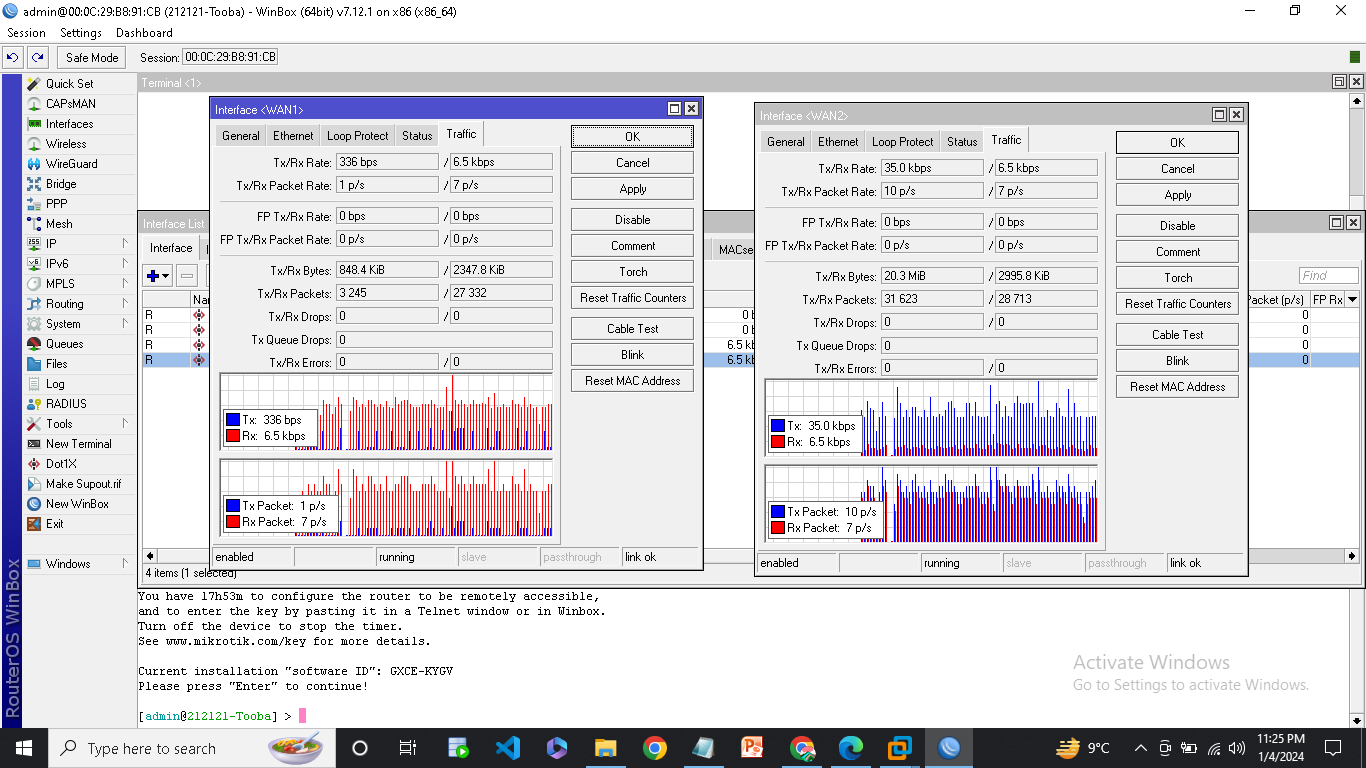 admin@00:0C:29:B8:91:CB (212121-Tooba) - WinBox (64bit) v7.12.1 on x86 (x86_64)
Session Settings Dashboard
Safe Mode Session: 00:0C:29:B8:91:CB
Quick Set
CAPsMAN
Interfaces
Wireless
WireGuard
Bridge
PPP
Mesh
IP
IPv6
MPLS
Routing
System
Queues
Files
Log
RADIUS
Tools
New Terminal
Dot1X
Make Supout.rif
New WinBox
Exit
Windows
RouterOS WinBox
Terminal <1>
Interface List
Interface
MACse
Find
Packet (p/s) FP Rx
R 0 b 0
R 0 b 0
R 6.5 kb 0
R 6.5 kb 0
4 items (1 selected)
Interface <WAN1>
General Ethernet Loop Protect Status Traffic
Tx/Rx Rate: 336 bps / 6.5 kbps
Tx/Rx Packet Rate: 1 p/s / 7 p/s
FP Tx/Rx Rate: 0 bps / 0 bps
FP Tx/Rx Packet Rate: 0 p/s / 0 p/s
Tx/Rx Bytes: 848.4 KiB / 2347.8 KiB
Tx/Rx Packets: 3 245 / 27 332
Tx/Rx Drops: 0 / 0
Tx Queue Drops: 0
Tx/Rx Errors: 0 / 0
Tx: 336 bps
Rx: 6.5 kbps
Tx Packet: 1 p/s
Rx Packet: 7 p/s
enabled running slave passthrough link ok
OK
Cancel
Apply
Disable
Comment
Torch
Reset Traffic Counters
Cable Test
Blink
Reset MAC Address
Interface <WAN2>
General Ethernet Loop Protect Status Traffic
Tx/Rx Rate: 35.0 kbps / 6.5 kbps
Tx/Rx Packet Rate: 10 p/s / 7 p/s
FP Tx/Rx Rate: 0 bps / 0 bps
FP Tx/Rx Packet Rate: 0 p/s / 0 p/s
Tx/Rx Bytes: 20.3 MiB / 2995.8 KiB
Tx/Rx Packets: 31 623 / 28 713
Tx/Rx Drops: 0 / 0
Tx Queue Drops: 0
Tx/Rx Errors: 0 / 0
Tx: 35.0 kbps
Rx: 6.5 kbps
Tx Packet: 10 p/s
Rx Packet: 7 p/s
enabled running slave passthrough link ok
OK
Cancel
Apply
Disable
Comment
Torch
Reset Traffic Counters
Cable Test
Blink
Reset MAC Address
You have 17h53m to configure the router to be remotely accessible,
and to enter the key by pasting it in a Telnet window or in Winbox.
Turn off the device to stop the timer.
See www.mikrotik.com/key for more details.
Current installation "software ID": GXCE-KYGV
Please press "Enter" to continue!
[admin@212121-Tooba] >
Activate Windows
Go to Settings to activate Windows.
Type here to search
9°C
11:25 PM
1/4/2024